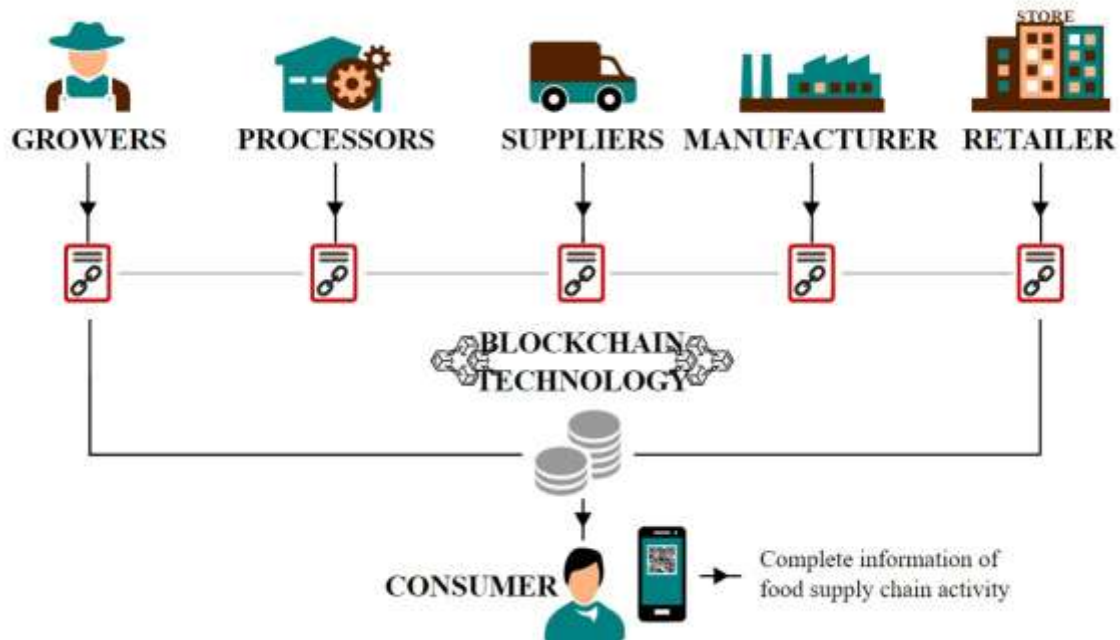 STORE
GROWERS
PROCESSORS
SUPPLIERS
MANUFACTURER
RETAILER
BLOCKCHAIN
TECHNOLOGY
CONSUMER
Complete information of
food supply chain activity